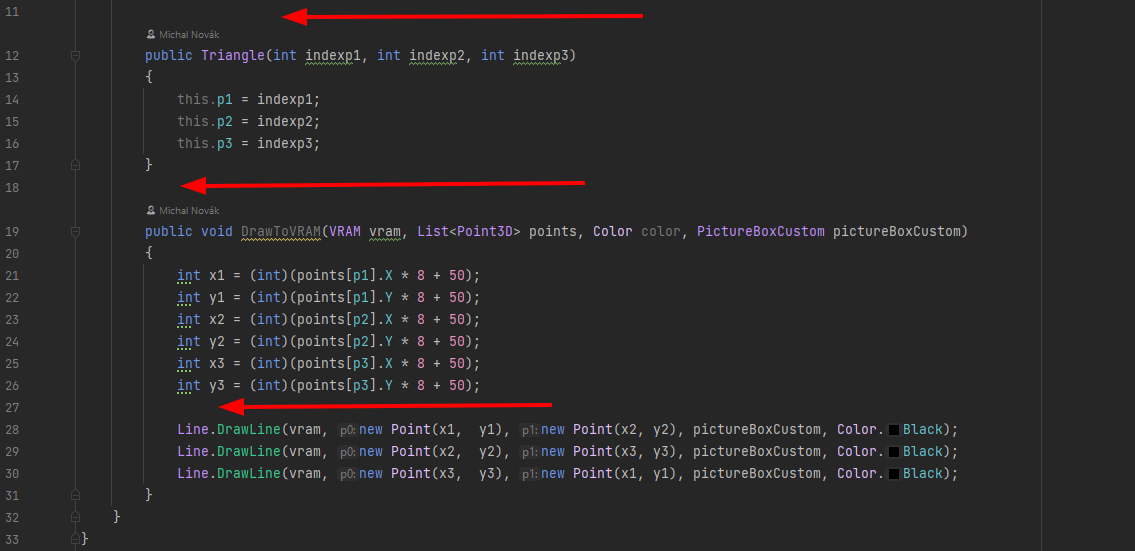 11
Michal Novák
12 public Triangle(int indexp1, int indexp2, int indexp3)
13 {
14 this.p1 = indexp1;
15 this.p2 = indexp2;
16 this.p3 = indexp3;
17 }
18
Michal Novák
19 public void DrawToVRAM(VRAM vram, List<Point3D> points, Color color, PictureBoxCustom pictureBoxCustom)
20 {
21 int x1 = (int)(points[p1].X * 8 + 50);
22 int y1 = (int)(points[p1].Y * 8 + 50);
23 int x2 = (int)(points[p2].X * 8 + 50);
24 int y2 = (int)(points[p2].Y * 8 + 50);
25 int x3 = (int)(points[p3].X * 8 + 50);
26 int y3 = (int)(points[p3].Y * 8 + 50);
27
28 Line.DrawLine(vram, p0:new Point(x1,  y1), p1:new Point(x2, y2), pictureBoxCustom, Color.Black);
29 Line.DrawLine(vram, p0:new Point(x2,  y2), p1:new Point(x3, y3), pictureBoxCustom, Color.Black);
30 Line.DrawLine(vram, p0:new Point(x3,  y3), p1:new Point(x1, y1), pictureBoxCustom, Color.Black);
31 }
32 }
33 }